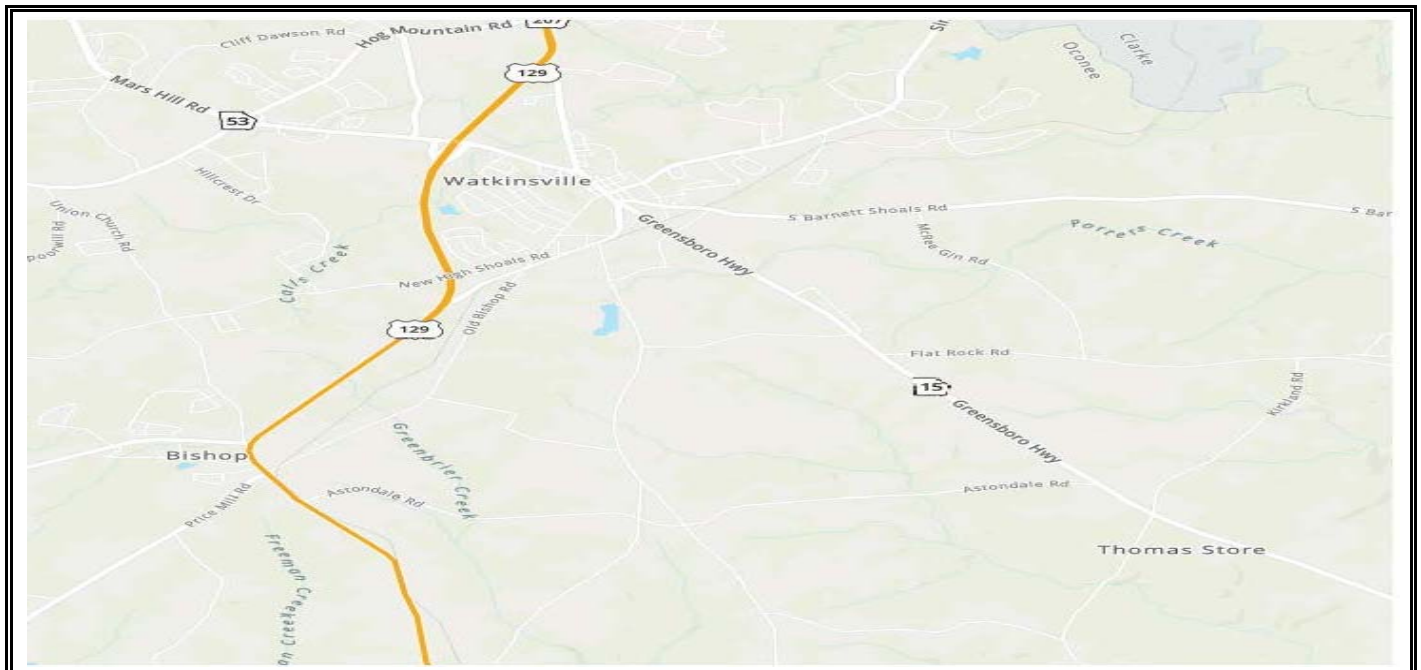 Cliff Dawson Rd
Hog Mountain Rd
129
Mars Hill Rd
53
Oconee
Clarke
Hillcrest Dr
Watkinsville
Union Church Rd
Poorwill Rd
Calls Creek
New High Shoals Rd
Old Bishop Rd
Greensboro Hwy
S Barnett Shoals Rd
S Bar
McRee Gln Rd
Porters Creek
129
Flat Rock Rd
15
Greensboro Hwy
Kirkland Rd
Bishop
Greenbrier Creek
Price Mill Rd
Astondale Rd
Astondale Rd
Freeman Creek
Thomas Store